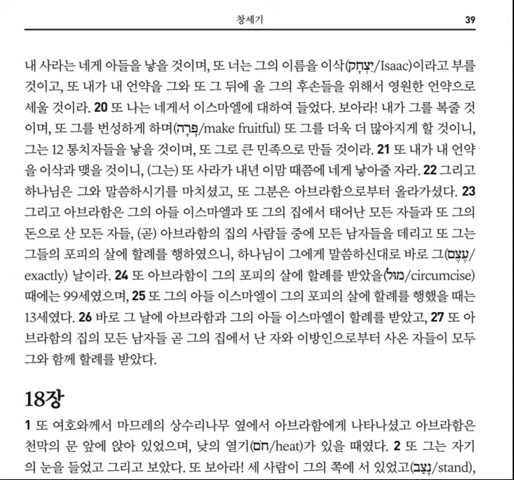 창세기 39
내 사라는 네게 아들을 낳을 것이며, 또 너는 그의 이름을 이삭(יִצְחָק/Isaac)이라고 부를
것이고, 또 내가 내 언약을 그와 또 그 뒤에 올 그의 후손들을 위해서 영원한 언약으로
세울 것이라. 20 또 나는 네게서 이스마엘에 대하여 들었다. 보아라! 내가 그를 복줄 것
이며, 또 그를 번성하게 하며(פָּרָה/make fruitful) 또 그를 더욱 더 많아지게 할 것이니,
그는 12 통치자들을 낳을 것이며, 또 그로 큰 민족으로 만들 것이라. 21 또 내가 내 언약
을 이삭과 맺을 것이니, (그는) 또 사라가 내년 이맘 때쯤에 네게 낳아줄 자라. 22 그리고
하나님은 그와 말씀하시기를 마치셨고, 또 그분은 아브라함으로부터 올라가셨다. 23
그리고 아브라함은 그의 아들 이스마엘과 또 그의 집에서 태어난 모든 자들과 또 그의
돈으로 산 모든 자들, (곧) 아브라함의 집의 사람들 중에 모든 남자들을 데리고 또 그는
그들의 포피의 살에 할례를 행하였으니, 하나님이 그에게 말씀하신대로 바로 그(עֶצֶם/
exactly) 날이라. 24 또 아브라함이 그의 포피의 살에 할례를 받았을(מוּל/circumcise)
때에는 99세였으며, 25 또 그의 아들 이스마엘이 그의 포피의 살에 할례를 행했을 때는
13세였다. 26 바로 그 날에 아브라함과 그의 아들 이스마엘이 할례를 받았고, 27 또 아
브라함의 집의 모든 남자들 곧 그의 집에서 난 자와 이방인으로부터 사온 자들이 모두
그와 함께 할례를 받았다.
18장
1 또 여호와께서 마므레의 상수리나무 옆에서 아브라함에게 나타나셨고 아브라함은
천막의 문 앞에 앉아 있었으며, 낮의 열기(חֹם/heat)가 있을 때였다. 2 또 그는 자기
의 눈을 들었고 그리고 보았다. 또 보아라! 세 사람이 그의 쪽에 서 있었고(נָצַב/stand),